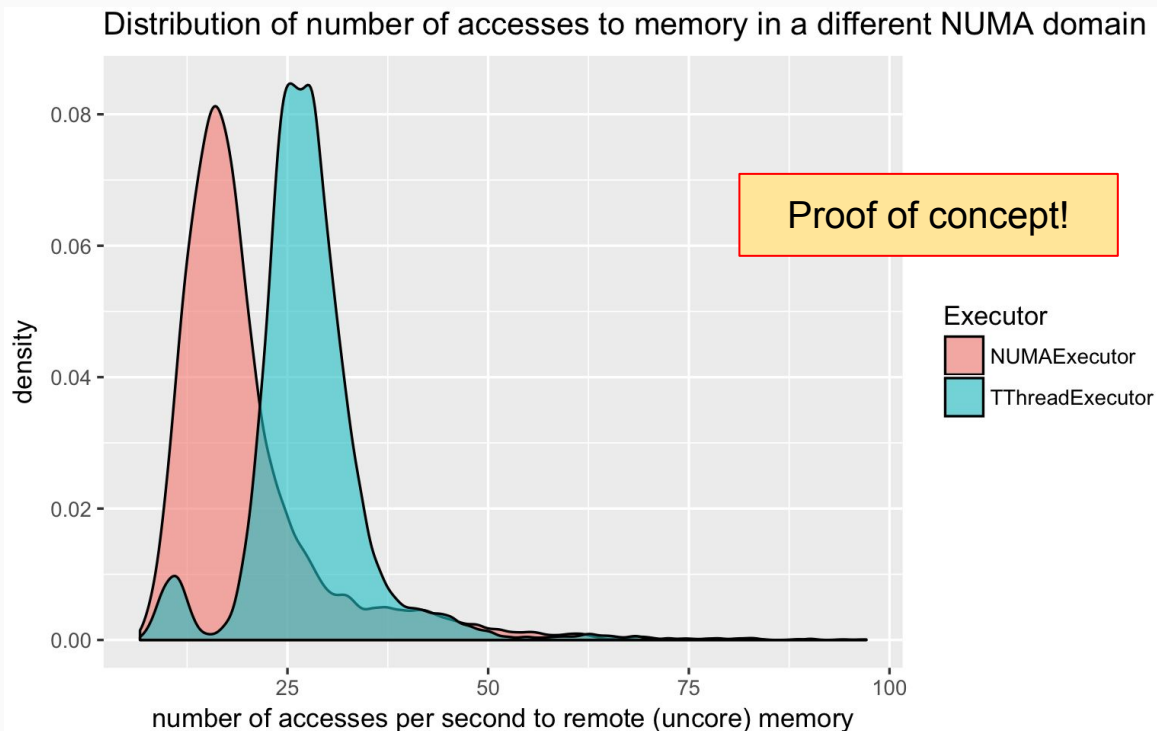 Distribution of number of accesses to memory in a different NUMA domain
0.08
0.06
0.04
0.02
0.00
density
25
50
75
100
number of accesses per second to remote (uncore) memory
Proof of concept!
Executor
NUMAExecutor
TThreadExecutor